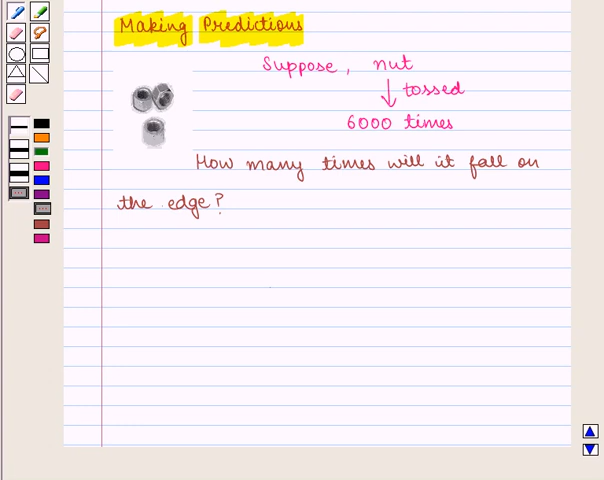 Making Predictions
Suppose, nut
tossed
6000 times
How many times will it fall on
the edge?